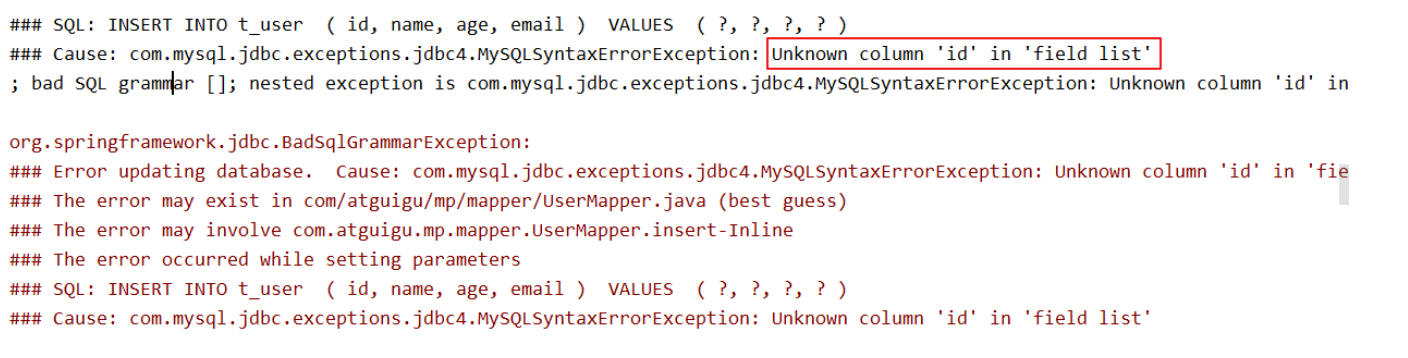 ### SQL: INSERT INTO t_user  ( id, name, age, email )  VALUES  ( ?, ?, ?, ? )
### Cause: com.mysql.jdbc.exceptions.jdbc4.MySQLSyntaxErrorException: Unknown column 'id' in 'field list'
; bad SQL grammar []; nested exception is com.mysql.jdbc.exceptions.jdbc4.MySQLSyntaxErrorException: Unknown column 'id' in
org.springframework.jdbc.BadSqlGrammarException:
### Error updating database.  Cause: com.mysql.jdbc.exceptions.jdbc4.MySQLSyntaxErrorException: Unknown column 'id' in 'fie
### The error may exist in com/atguigu/mp/mapper/UserMapper.java (best guess)
### The error may involve com.atguigu.mp.mapper.UserMapper.insert-Inline
### The error occurred while setting parameters
### SQL: INSERT INTO t_user  ( id, name, age, email )  VALUES  ( ?, ?, ?, ? )
### Cause: com.mysql.jdbc.exceptions.jdbc4.MySQLSyntaxErrorException: Unknown column 'id' in 'field list'